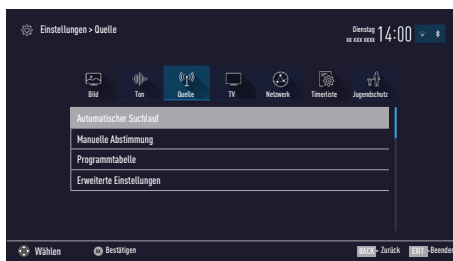 Einstellungen > Quelle
Dienstag
xx xxx xxxx
14:00
Bild Ton Quelle TV Netzwerk Timerliste Jugendschutz
Automatischer Suchlauf
Manuelle Abstimmung
Programmtabelle
Erweiterte Einstellungen
Wählen OK Bestätigen BACK - Zurück EXIT - Beenden